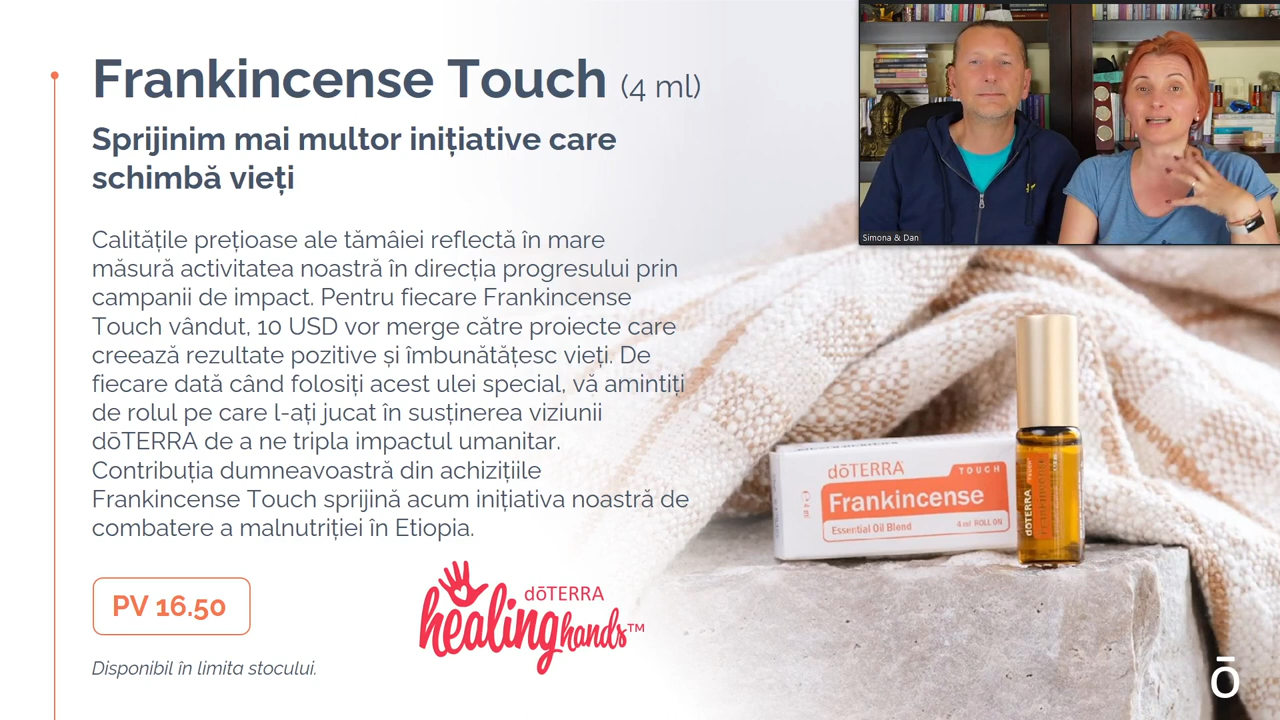 Frankincense Touch (4 ml)
Sprijinim mai multor inițiative care
schimbă vieți
Calitățile prețioase ale tămâiei reflectă în mare
măsură activitatea noastră în direcția progresului prin
campanii de impact. Pentru fiecare Frankincense
Touch vândut, 10 USD vor merge către proiecte care
creează rezultate pozitive și îmbunătățesc vieți. De
fiecare dată când folosiți acest ulei special, vă amintiți
de rolul pe care l-ați jucat în susținerea viziunii
dōTERRA de a ne tripla impactul umanitar.
Contribuția dumneavoastră din achizițiile
Frankincense Touch sprijină acum inițiativa noastră de
combatere a malnutriției în Etiopia.
PV 16.50
dōTERRA
healing hands™
Disponibil în limita stocului.
Simona & Dan
dōTERRA
TOUCH
Frankincense
Essential Oil Blend
4 ml ROLL ON
dōTERRA
ō